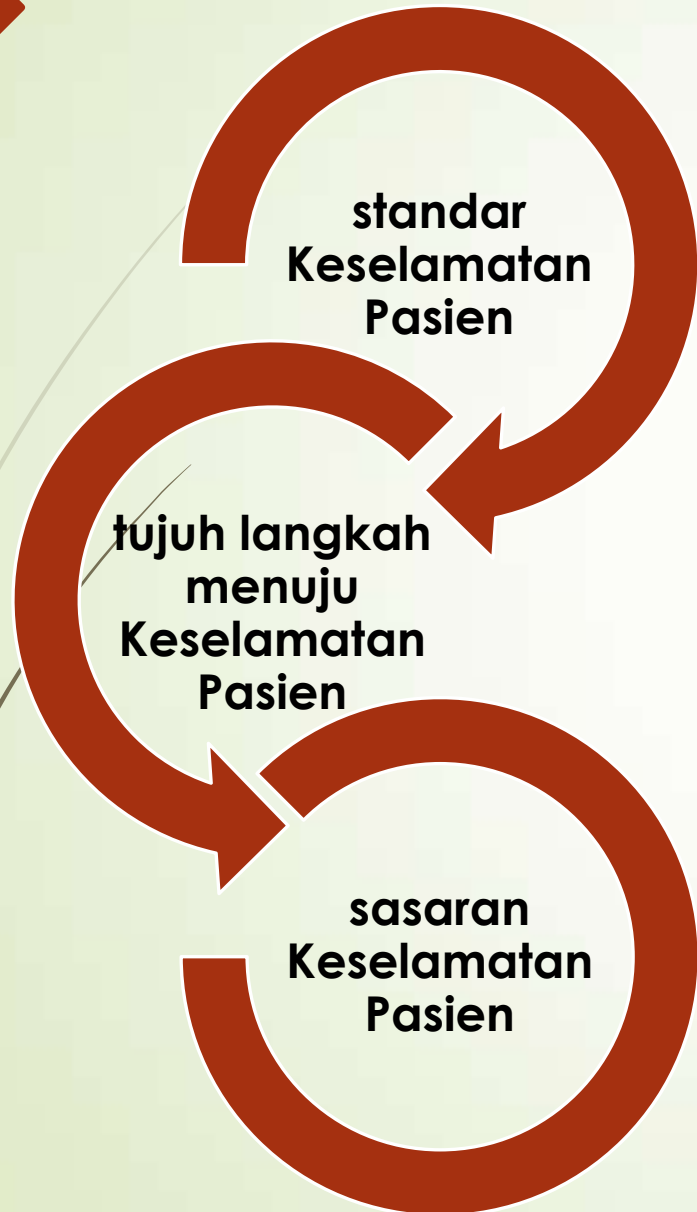 standar
Keselamatan
Pasien
tujuh langkah
menuju
Keselamatan
Pasien
sasaran
Keselamatan
Pasien